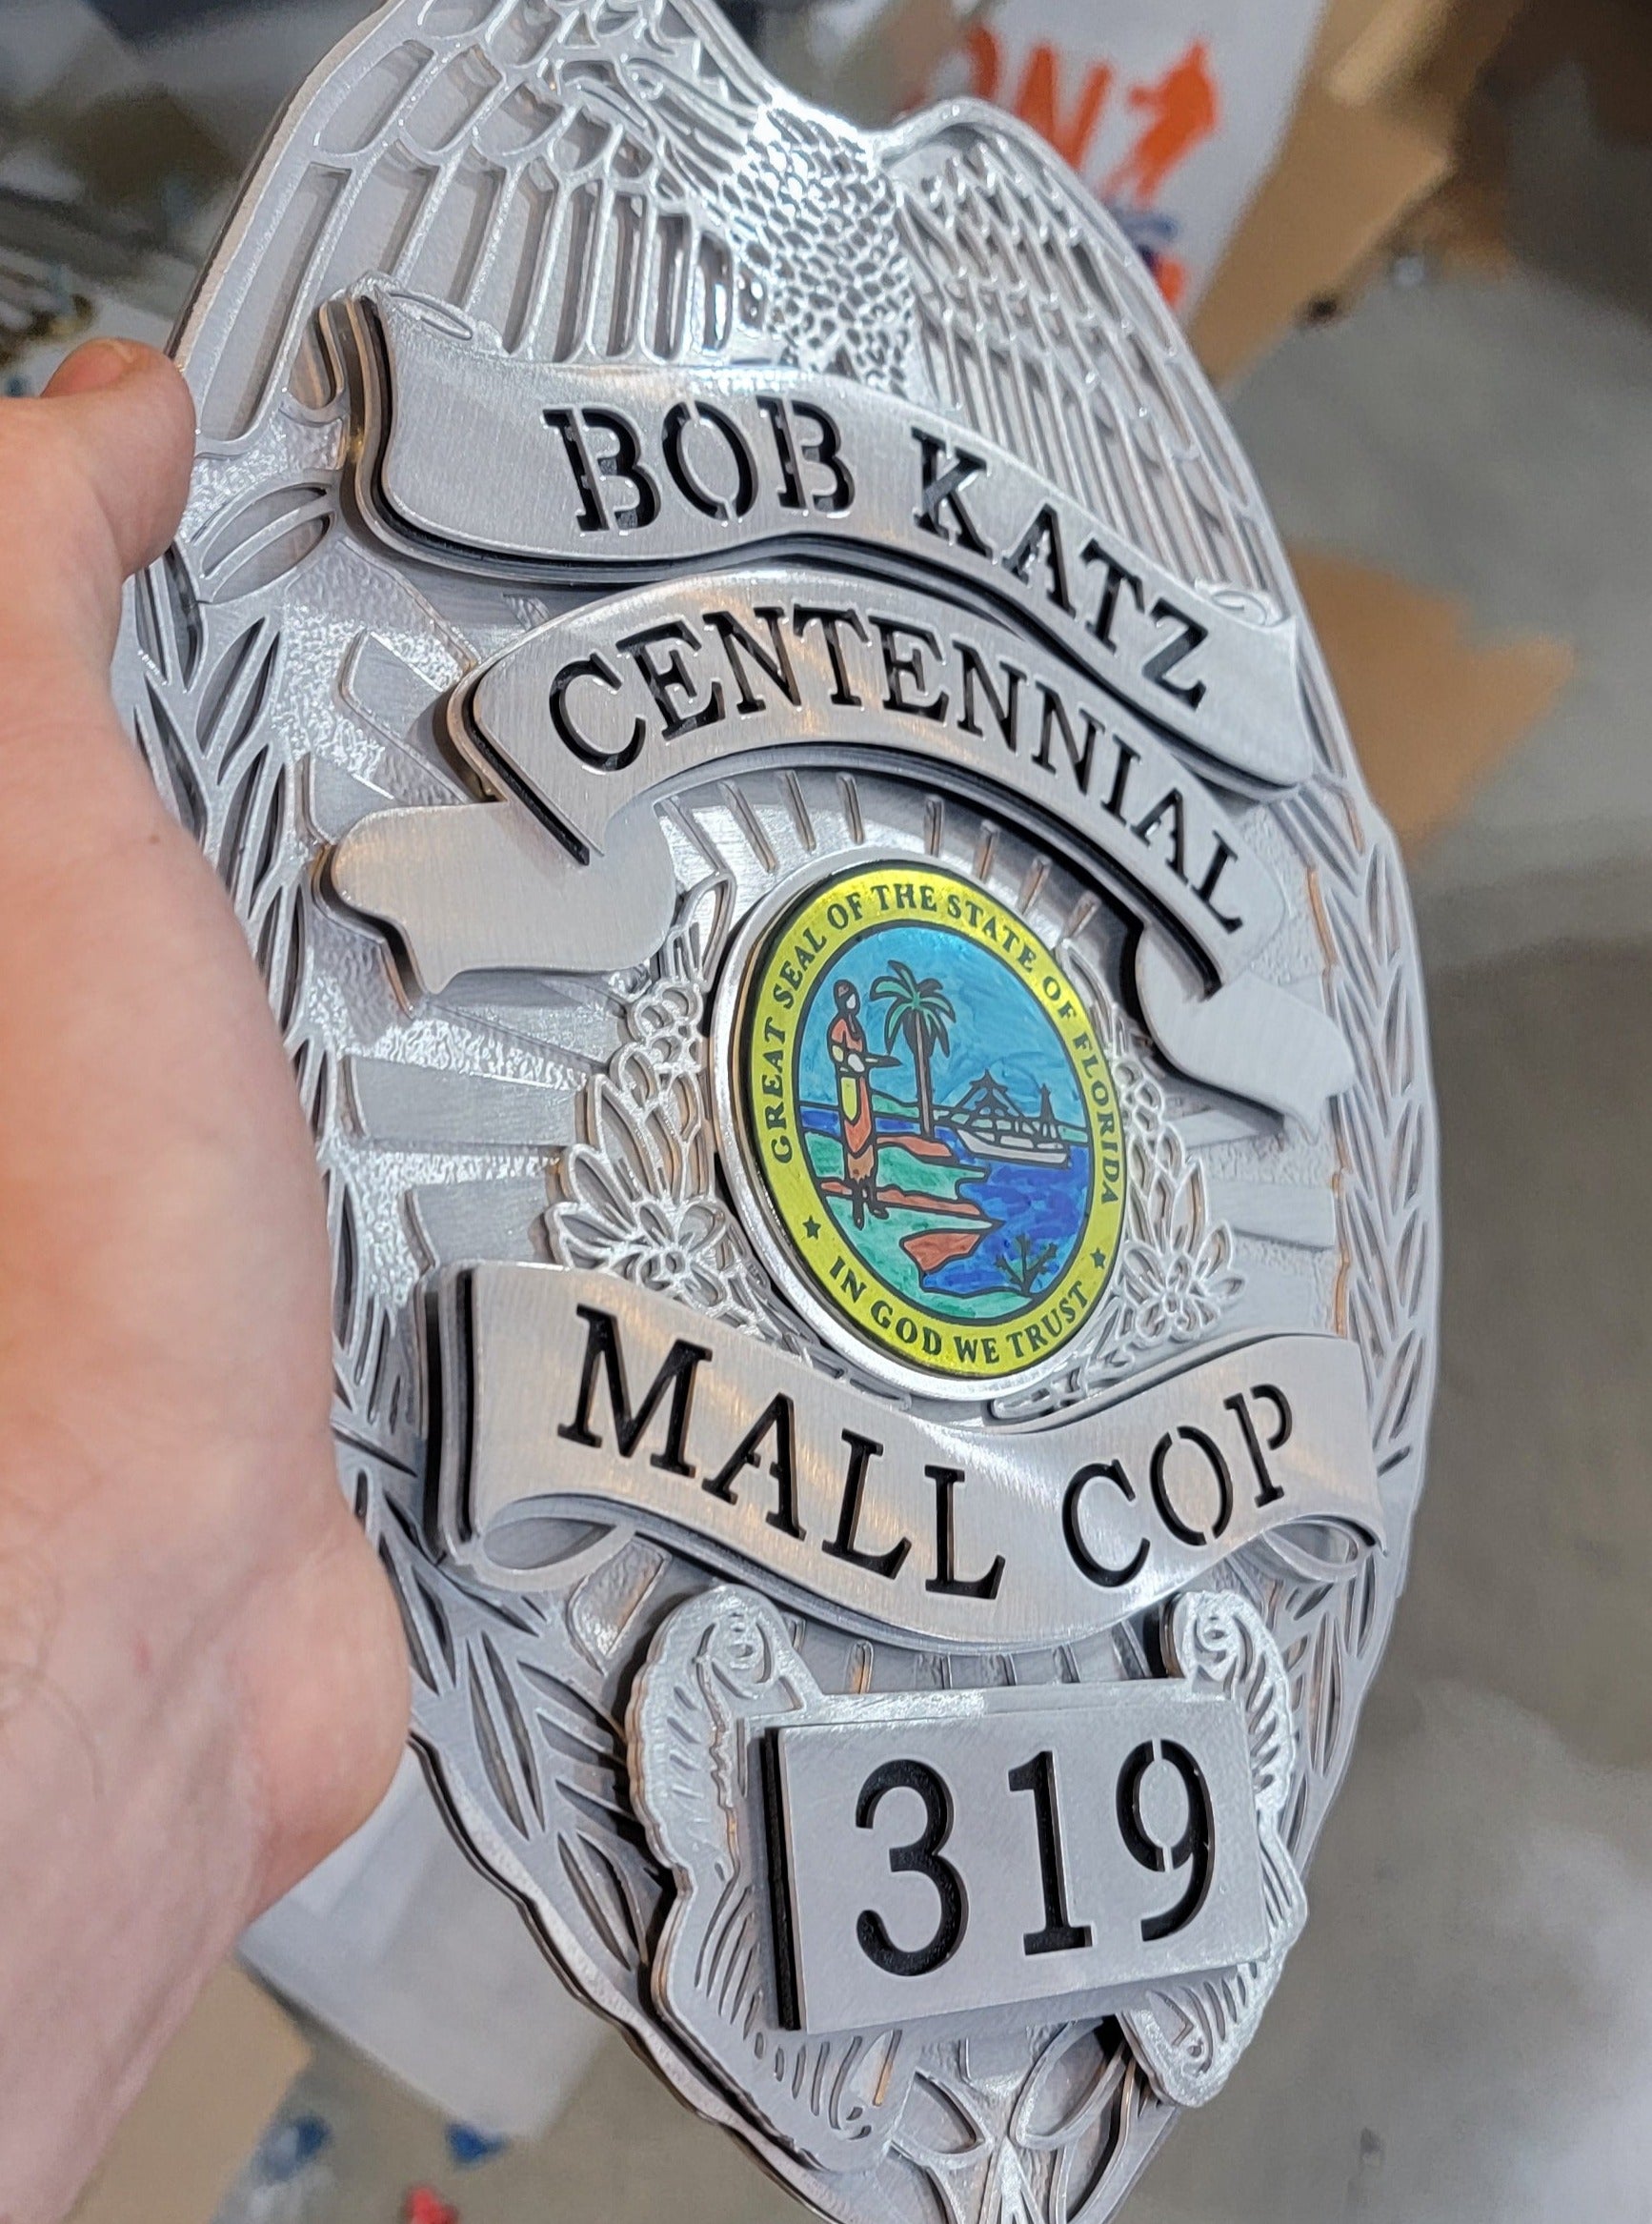 BOB KATZ
CENTENNIAL
GREAT SEAL OF THE STATE OF FLORIDA
IN GOD WE TRUST
MALL COP
319